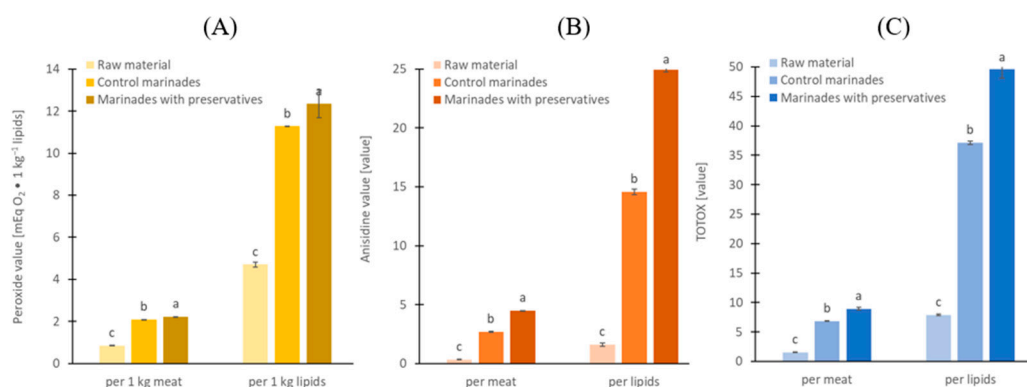 (A)
Raw material
Control marinades
Marinades with preservatives
Peroxide value [mEq O₂ • 1 kg⁻¹ lipids]
14
12
10
8
6
4
2
0
c
b
a
c
b
a
per 1 kg meat
per 1 kg lipids
(B)
Raw material
Control marinades
Marinades with preservatives
Anisidine value [value]
25
20
15
10
5
0
c
b
a
c
b
a
per meat
per lipids
(C)
Raw material
Control marinades
Marinades with preservatives
TOTOX [value]
50
45
40
35
30
25
20
15
10
5
0
c
b
a
c
b
a
per meat
per lipids